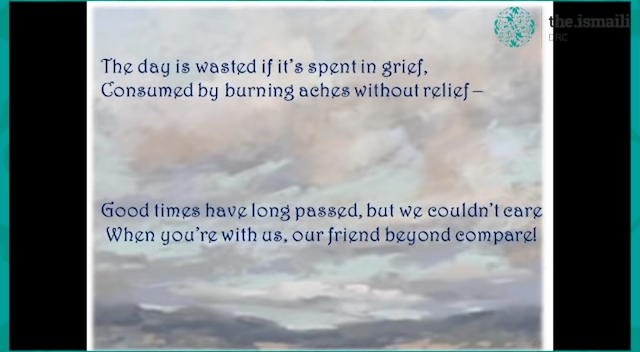 the.ismaili
DRC
The day is wasted if it's spent in grief,
Consumed by burning aches without relief –
Good times have long passed, but we couldn't care
When you're with us, our friend beyond compare!